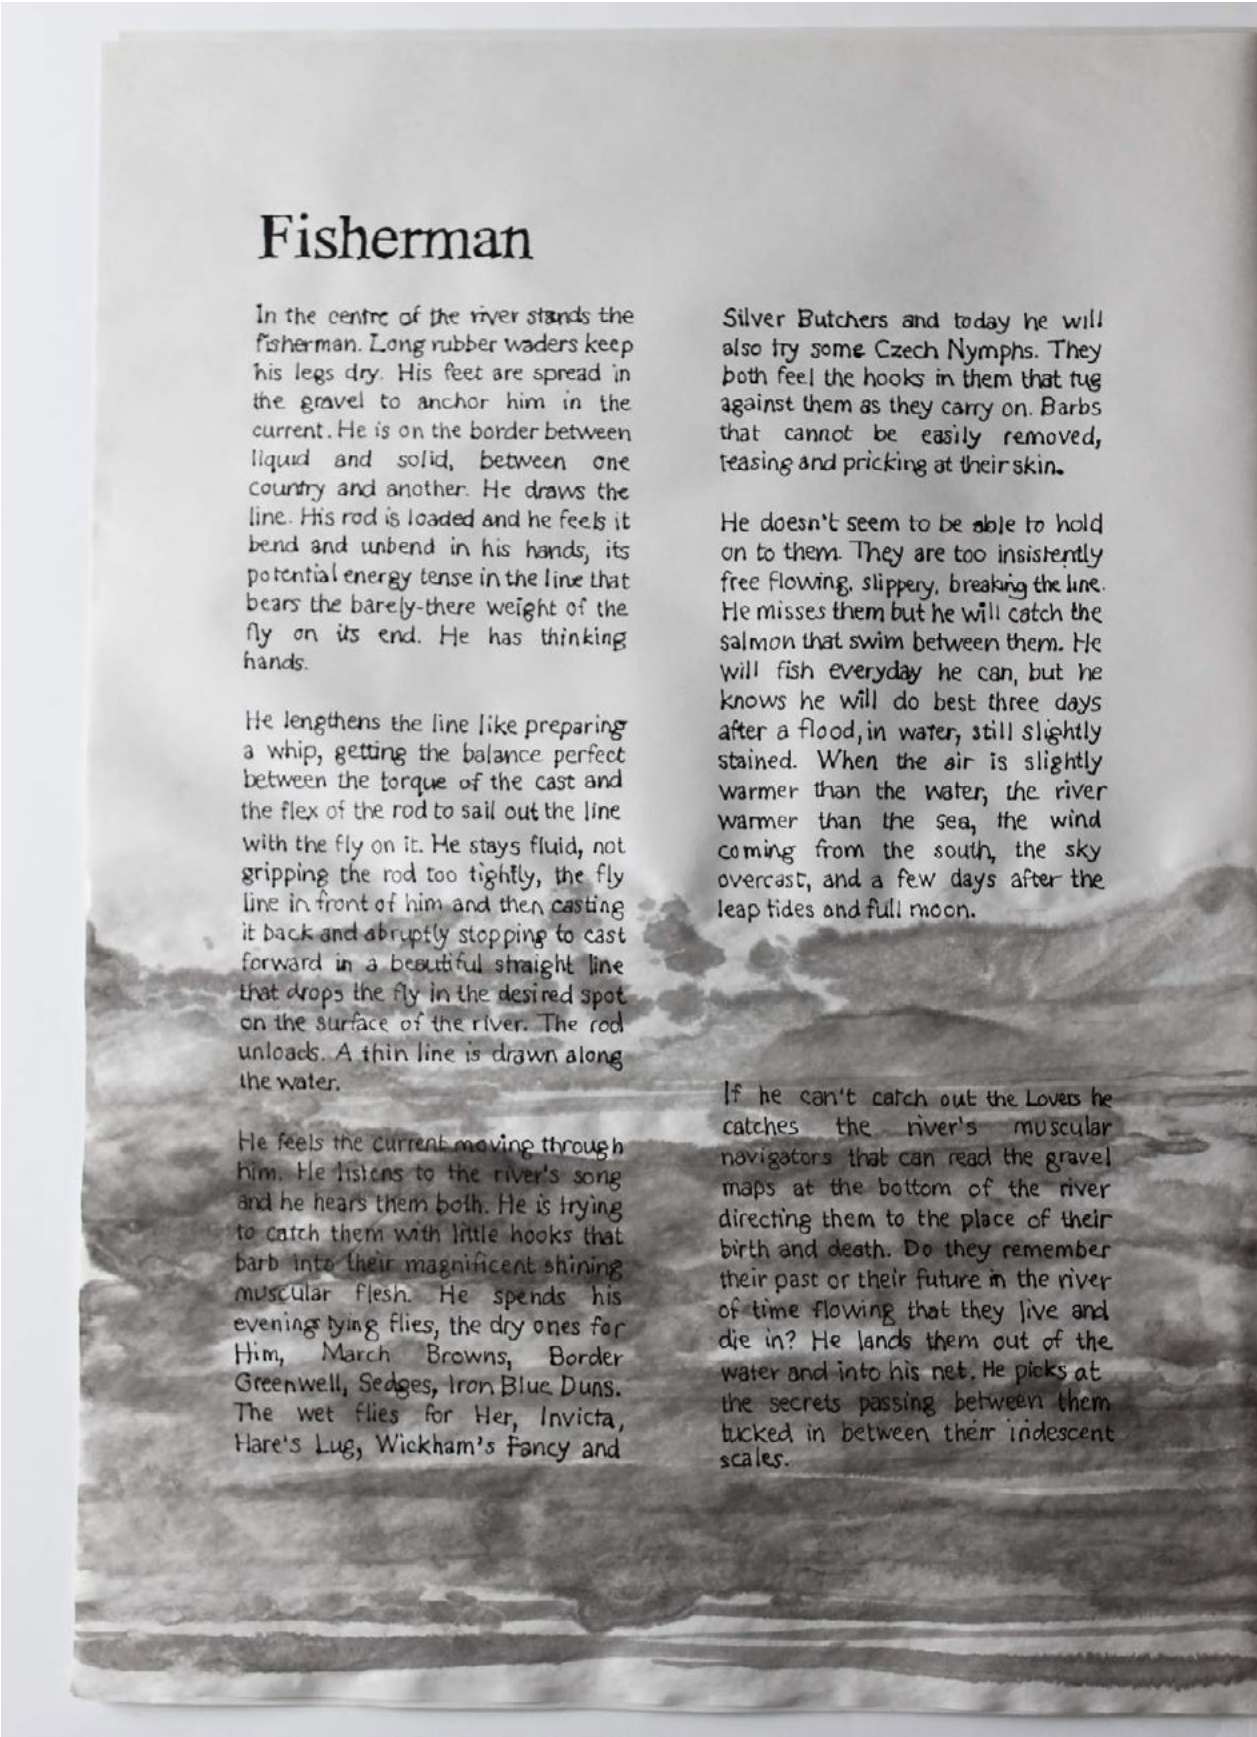 Fisherman
In the centre of the river stands the
fisherman. Long rubber waders keep
his legs dry. His feet are spread in
the gravel to anchor him in the
current. He is on the border between
liquid and solid, between one
country and another. He draws the
line. His rod is loaded and he feels it
bend and unbend in his hands, its
potential energy tense in the line that
bears the barely-there weight of the
fly on its end. He has thinking
hands.
He lengthens the line like preparing
a whip, getting the balance perfect
between the torque of the cast and
the flex of the rod to sail out the line
with the fly on it. He stays fluid, not
gripping the rod too tightly, the fly
line in front of him and then casting
it back and abruptly stopping to cast
forward in a beautiful straight line
that drops the fly in the desired spot
on the surface of the river. The rod
unloads. A thin line is drawn along
the water.
He feels the current moving through
him. He listens to the river's song
and he hears them both. He is trying
to catch them with little hooks that
barb into their magnificent shining
muscular flesh. He spends his
evenings tying flies, the dry ones for
Him, March Browns, Border
Greenwell, Sedges, Iron Blue Duns.
The wet flies for Her, Invicta,
Hare's Lug, Wickham's Fancy and
Silver Butchers and today he will
also try some Czech Nymphs. They
both feel the hooks in them that tug
against them as they carry on. Barbs
that cannot be easily removed,
teasing and pricking at their skin.
He doesn't seem to be able to hold
on to them. They are too insistently
free flowing, slippery, breaking the line.
He misses them but he will catch the
salmon that swim between them. He
will fish everyday he can, but he
knows he will do best three days
after a flood, in water, still slightly
stained. When the air is slightly
warmer than the water, the river
warmer than the sea, the wind
coming from the south, the sky
overcast, and a few days after the
leap tides and full moon.
If he can't catch out the Lovers he
catches the river's muscular
navigators that can read the gravel
maps at the bottom of the river
directing them to the place of their
birth and death. Do they remember
their past or their future in the river
of time flowing that they live and
die in? He lands them out of the
water and into his net. He picks at
the secrets passing between them
tucked in between their iridescent
scales.